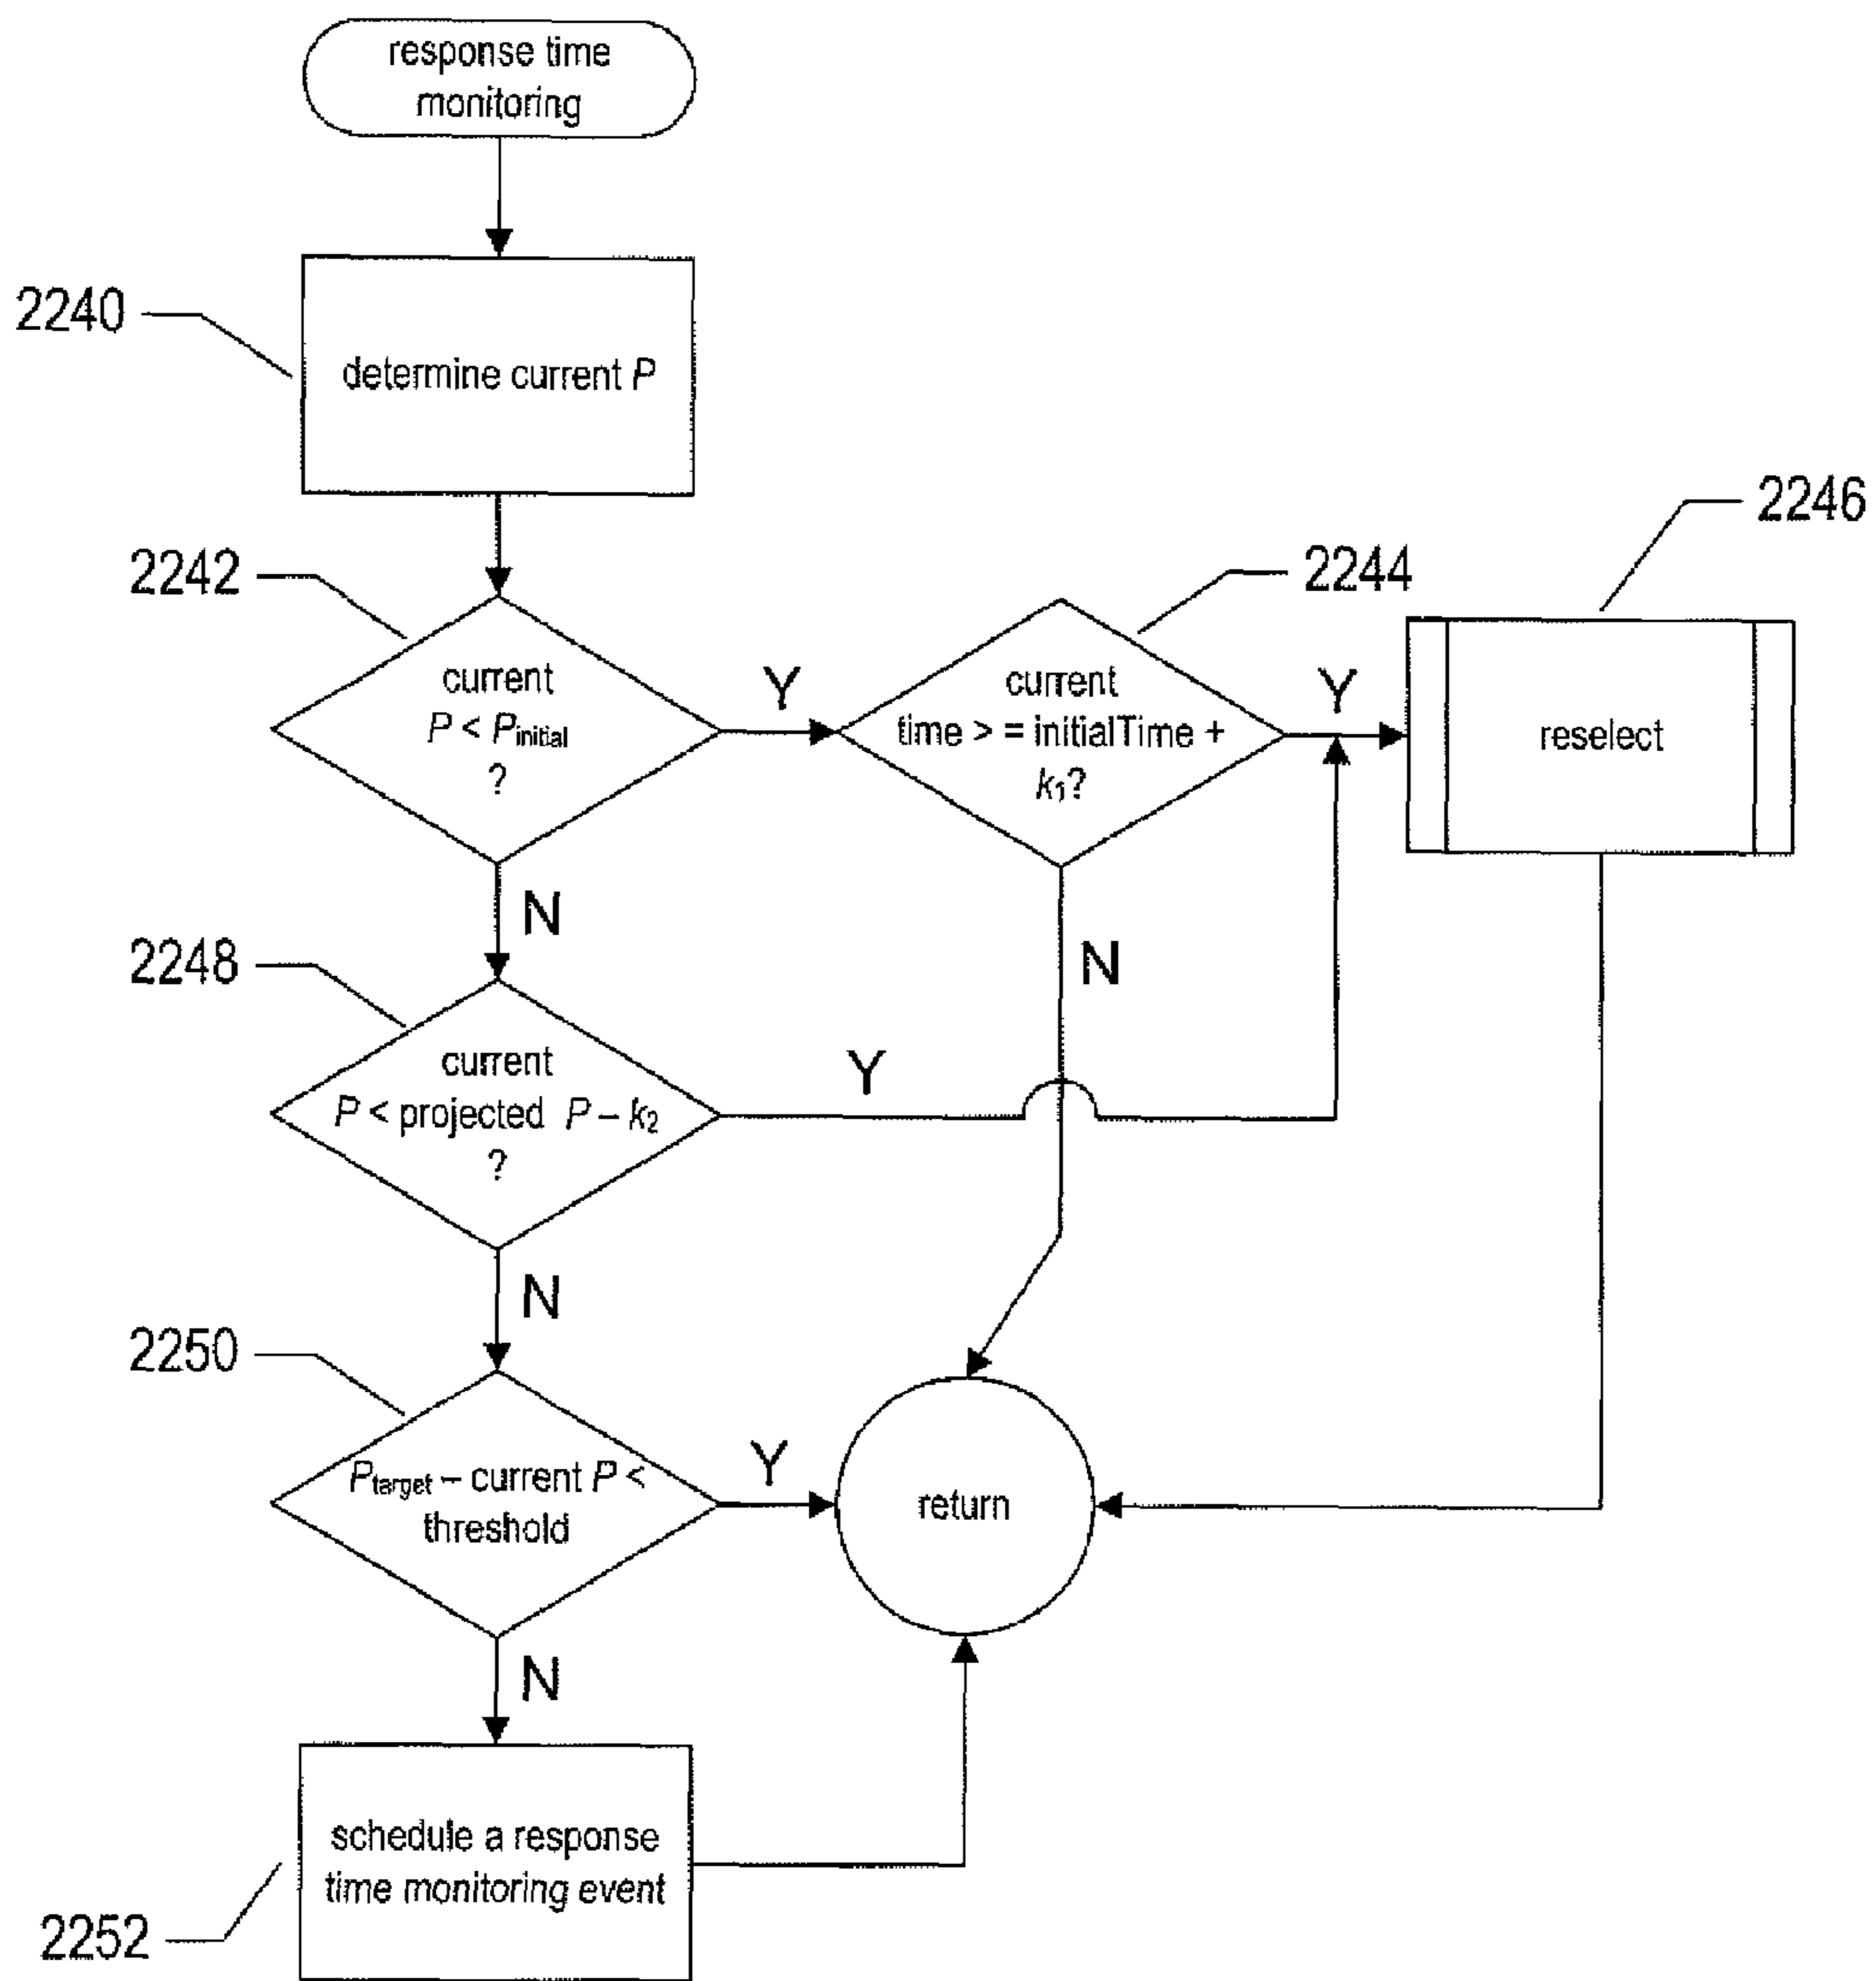 response time
monitoring
2240
determine current P
2246
2242
2244
current
P < Pinitial
?
Y
current
time > = initialTime +
k1?
Y
reselect
N
N
2248
current
P < projected P – k2
?
Y
N
2250
Ptarget – current P <
threshold
Y
return
N
schedule a response
time monitoring event
2252